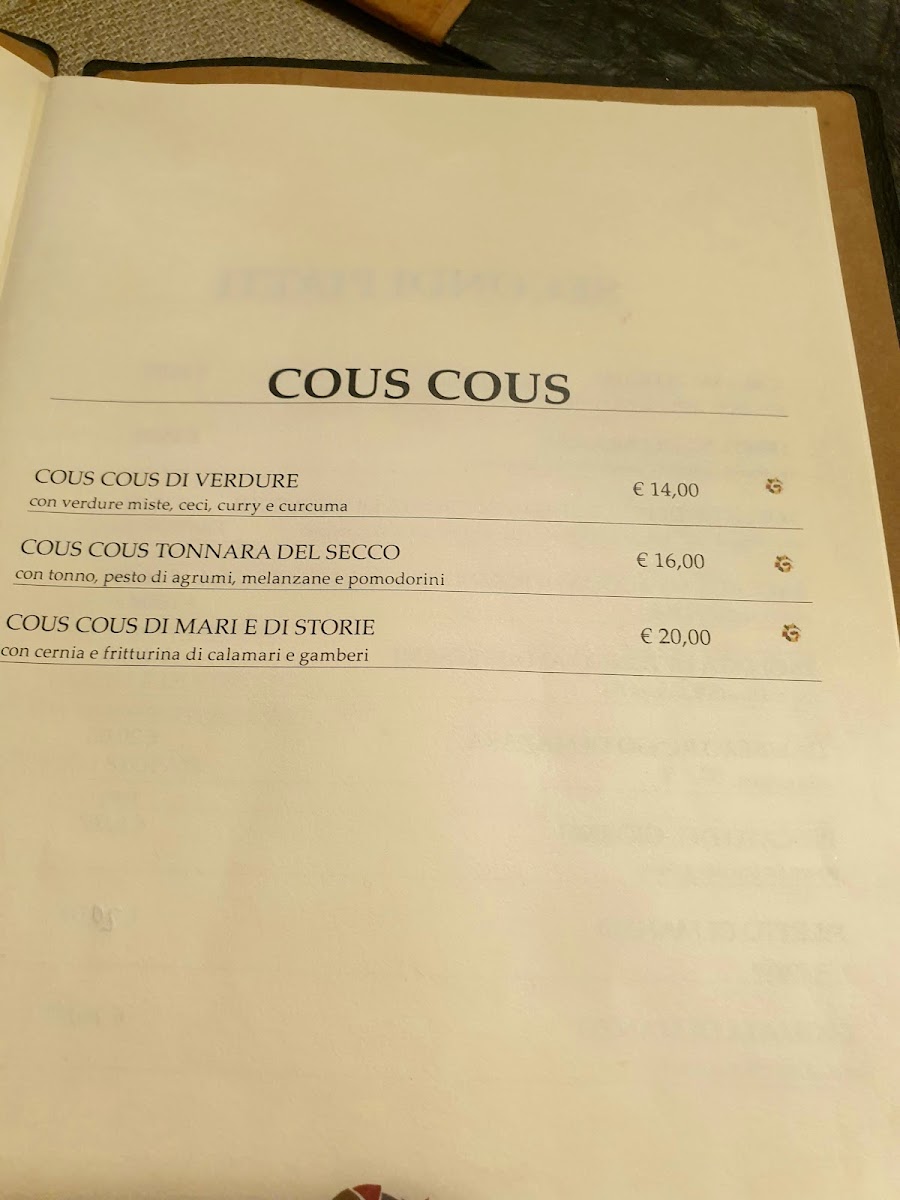 COUS COUS
COUS COUS DI VERDURE € 14,00
con verdure miste, ceci, curry e curcuma
COUS COUS TONNARA DEL SECCO € 16,00
con tonno, pesto di agrumi, melanzane e pomodorini
COUS COUS DI MARI E DI STORIE € 20,00
con cernia e fritturina di calamari e gamberi